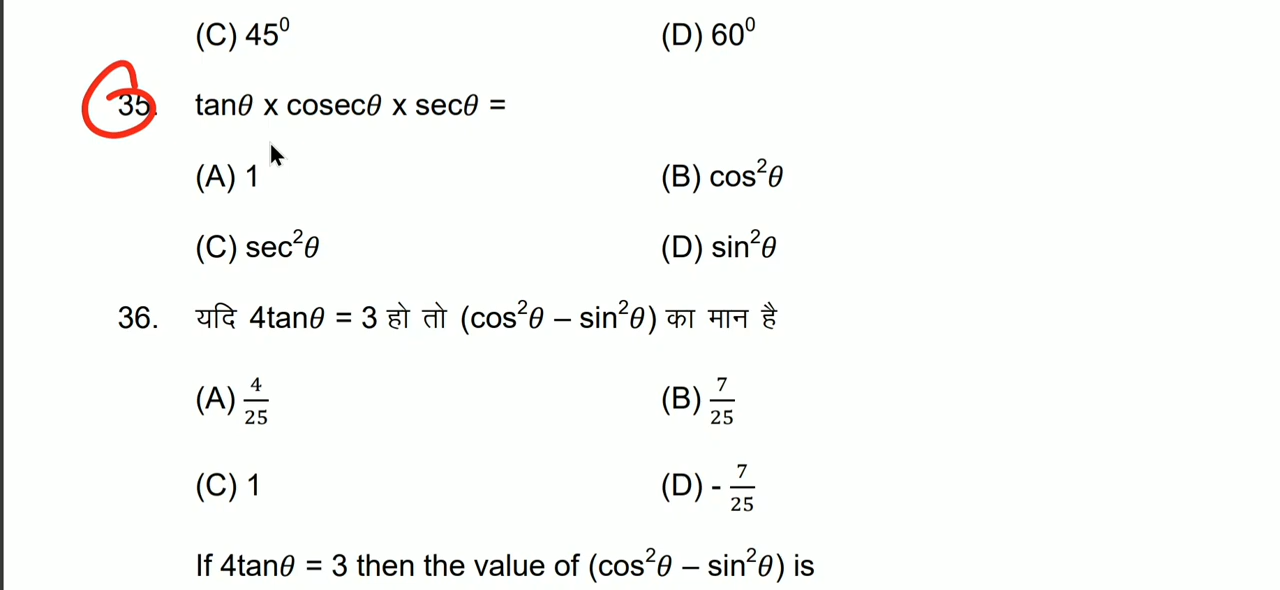 (C) 45⁰ (D) 60⁰
35. tanθ x cosecθ x secθ =
(A) 1 (B) cos²θ
(C) sec²θ (D) sin²θ
36. यदि 4tanθ = 3 हो तो (cos²θ – sin²θ) का मान है
(A) 4/25 (B) 7/25
(C) 1 (D) - 7/25
If 4tanθ = 3 then the value of (cos²θ – sin²θ) is